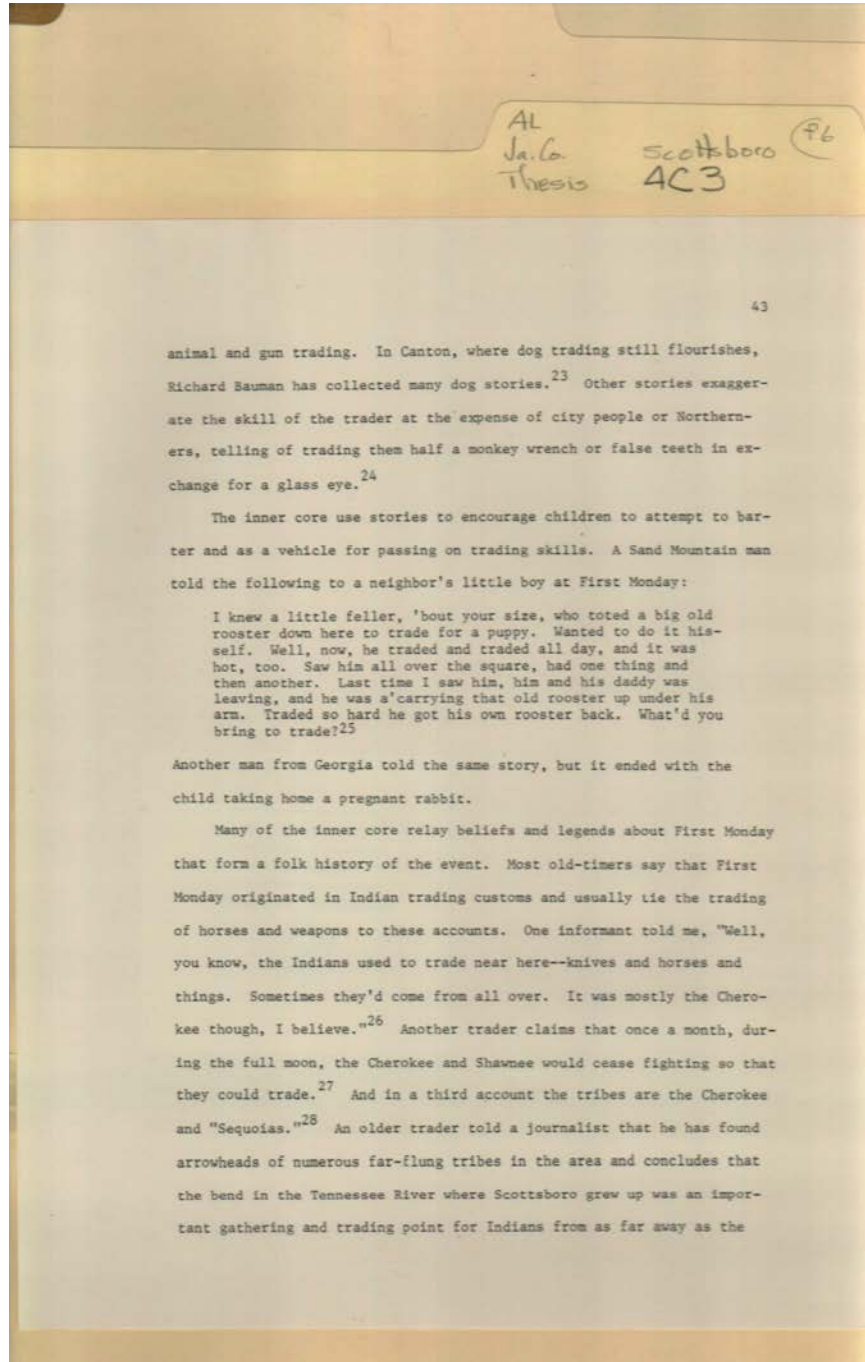 AL
Ja. Co. Scottsboro P6
Thesis 4C3
43
animal and gun trading. In Canton, where dog trading still flourishes,
Richard Bauman has collected many dog stories.23 Other stories exagger-
ate the skill of the trader at the expense of city people or Northern-
ers, telling of trading them half a monkey wrench or false teeth in ex-
change for a glass eye.24
The inner core use stories to encourage children to attempt to bar-
ter and as a vehicle for passing on trading skills. A Sand Mountain man
told the following to a neighbor's little boy at First Monday:
I knew a little feller, 'bout your size, who toted a big old
rooster down here to trade for a puppy. Wanted to do it his-
self. Well, now, he traded and traded all day, and it was
hot, too. Saw him all over the square, had one thing and
then another. Last time I saw him, him and his daddy was
leaving, and he was a'carrying that old rooster up under his
arm. Traded so hard he got his own rooster back. What'd you
bring to trade?25
Another man from Georgia told the same story, but it ended with the
child taking home a pregnant rabbit.
Many of the inner core relay beliefs and legends about First Monday
that form a folk history of the event. Most old-timers say that First
Monday originated in Indian trading customs and usually tie the trading
of horses and weapons to these accounts. One informant told me, "Well,
you know, the Indians used to trade near here--knives and horses and
things. Sometimes they'd come from all over. It was mostly the Chero-
kee though, I believe."26 Another trader claims that once a month, dur-
ing the full moon, the Cherokee and Shawnee would cease fighting so that
they could trade.27 And in a third account the tribes are the Cherokee
and "Sequoias."28 An older trader told a journalist that he has found
arrowheads of numerous far-flung tribes in the area and concludes that
the bend in the Tennessee River where Scottsboro grew up was an impor-
tant gathering and trading point for Indians from as far away as the